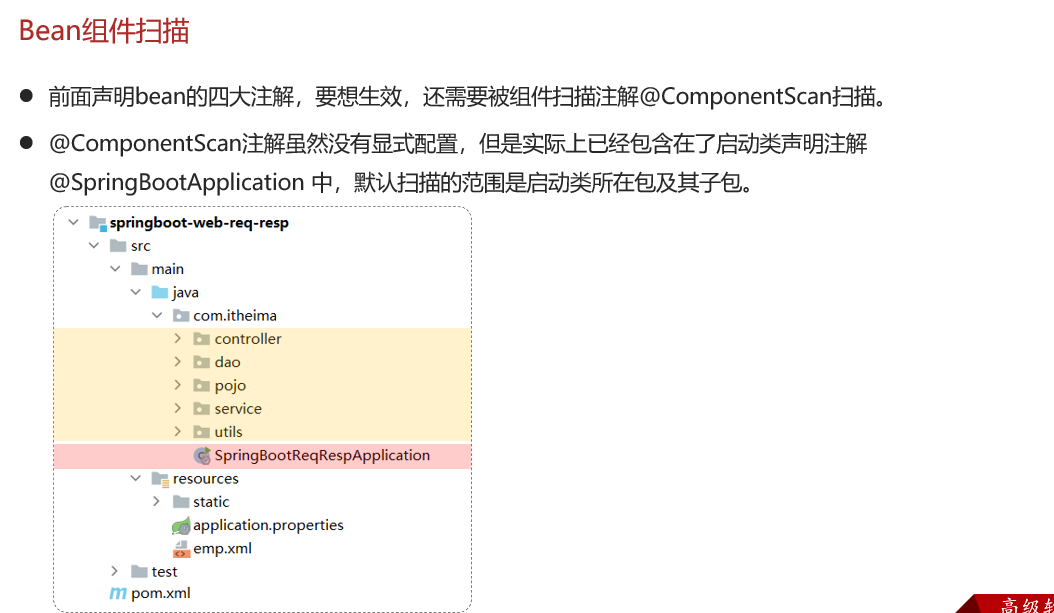 Bean组件扫描
前面声明bean的四大注解，要想生效，还需要被组件扫描注解@ComponentScan扫描。
@ComponentScan注解虽然没有显式配置，但是实际上已经包含在了启动类声明注解
@SpringBootApplication 中，默认扫描的范围是启动类所在包及其子包。
springboot-web-req-resp
src
main
java
com.itheima
controller
dao
pojo
service
utils
SpringBootReqRespApplication
resources
static
application.properties
emp.xml
test
pom.xml
高级